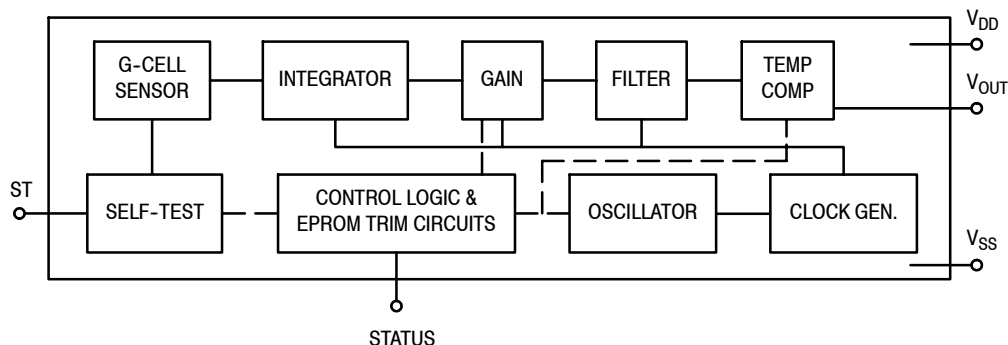 V_DD
G-CELL
SENSOR
INTEGRATOR
GAIN
FILTER
TEMP
COMP
V_OUT
ST
SELF-TEST
CONTROL LOGIC &
EPROM TRIM CIRCUITS
OSCILLATOR
CLOCK GEN.
V_SS
STATUS